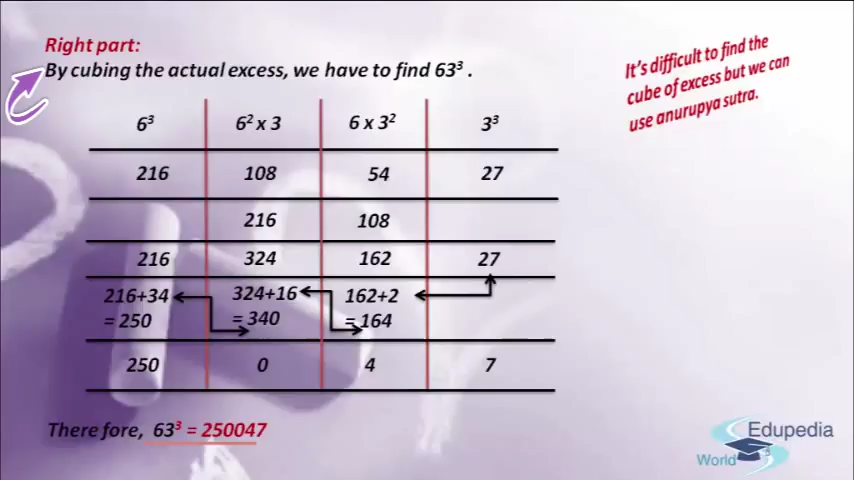 Right part:
By cubing the actual excess, we have to find 63³ .
It's difficult to find the
cube of excess but we can
use anurupya sutra.
6³ 6² x 3 6 x 3² 3³
216 108 54 27
216 108
216 324 162 27
216+34 324+16 162+2
= 250 = 340 = 164
250 0 4 7
There fore, 63³ = 250047
Edupedia
World